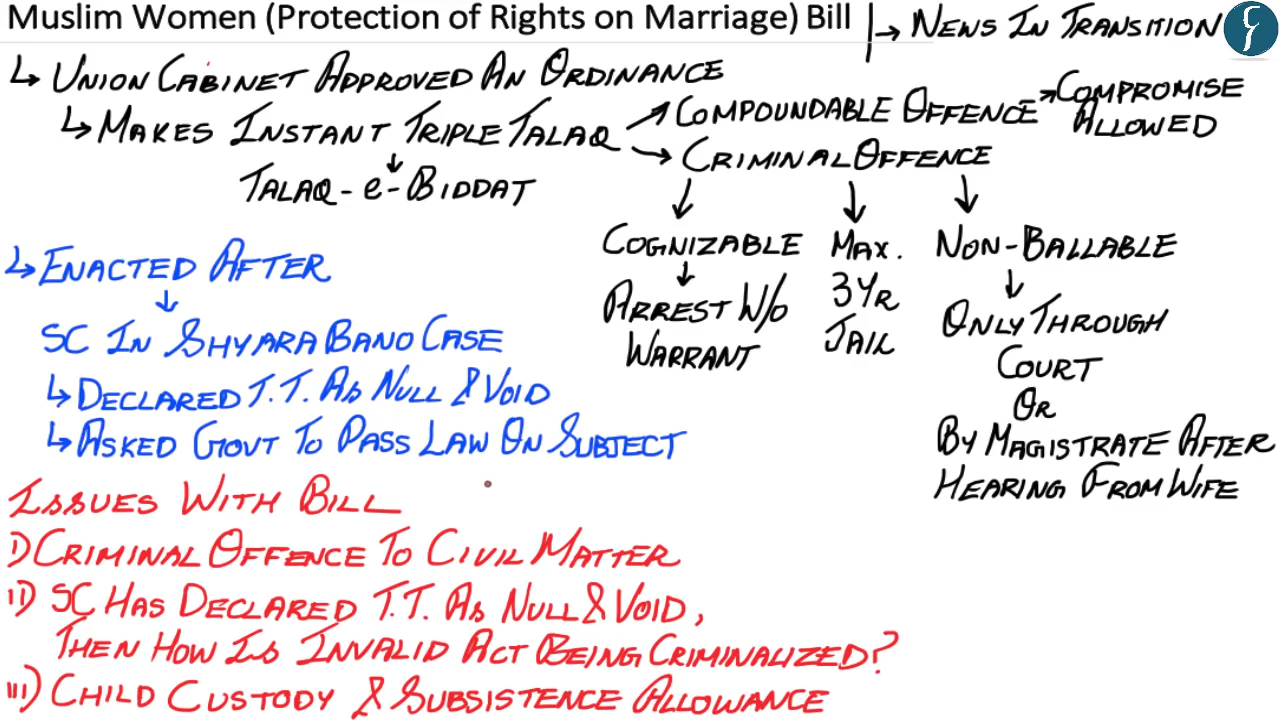 Muslim Women (Protection of Rights on Marriage) Bill
→ NEWS IN TRANSITION
↳ UNION CABINET APPROVED AN ORDINANCE
↳ MAKES INSTANT TRIPLE TALAQ
TALAQ-e-BIDDAT
COMPOUNDABLE OFFENCE
COMPROMISE
ALLOWED
CRIMINAL OFFENCE
COGNIZABLE
ARREST W/O
WARRANT
MAX.
3 YR
JAIL
NON-BALLABLE
ONLY THROUGH
COURT
OR
BY MAGISTRATE AFTER
HEARING FROM WIFE
↳ ENACTED AFTER
SC IN SHYARA BANO CASE
↳ DECLARED T.T. AS NULL & VOID
↳ ASKED GOVT TO PASS LAW ON SUBJECT
ISSUES WITH BILL
i) CRIMINAL OFFENCE TO CIVIL MATTER
ii) SC HAS DECLARED T.T. AS NULL & VOID,
THEN HOW IS INVALID ACT BEING CRIMINALIZED?
iii) CHILD CUSTODY & SUBSISTENCE ALLOWANCE